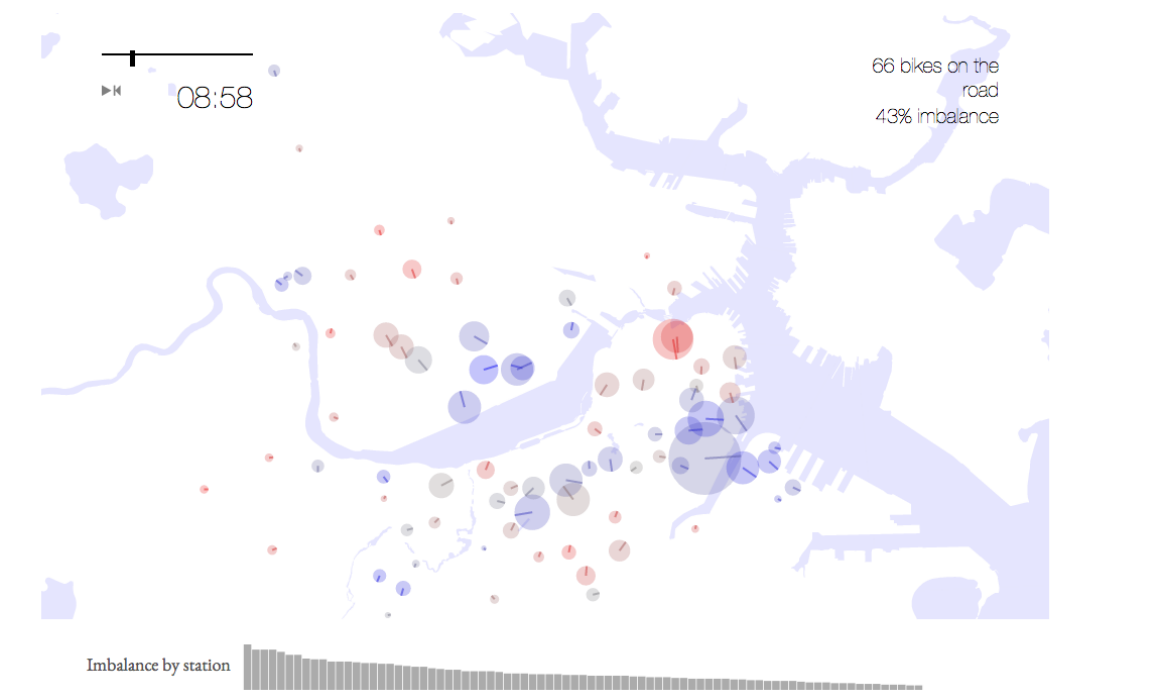 08:58
66 bikes on the
road
43% imbalance
Imbalance by station